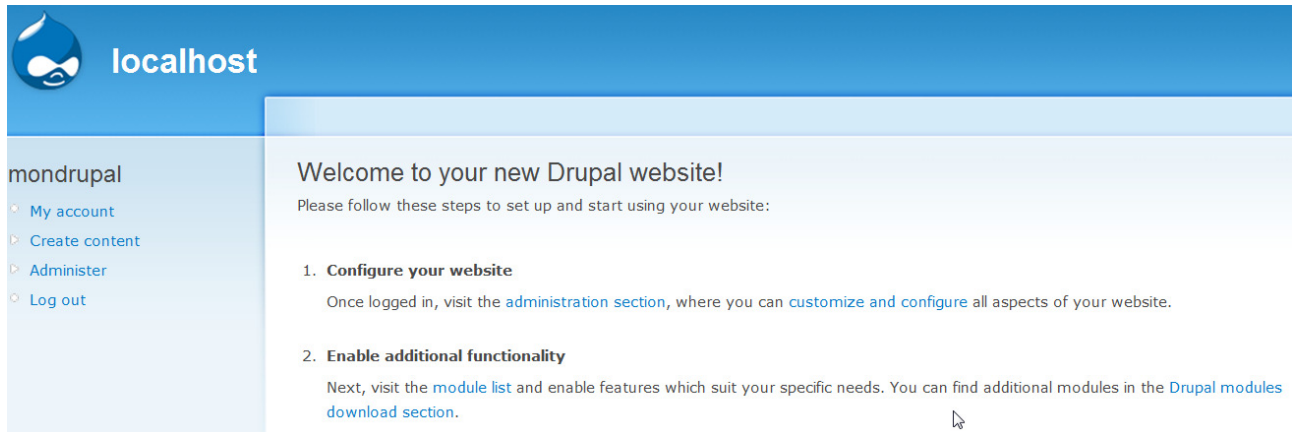 localhost
mondrupal
My account
Create content
Administer
Log out
Welcome to your new Drupal website!
Please follow these steps to set up and start using your website:
1. Configure your website
Once logged in, visit the administration section, where you can customize and configure all aspects of your website.
2. Enable additional functionality
Next, visit the module list and enable features which suit your specific needs. You can find additional modules in the Drupal modules
download section.